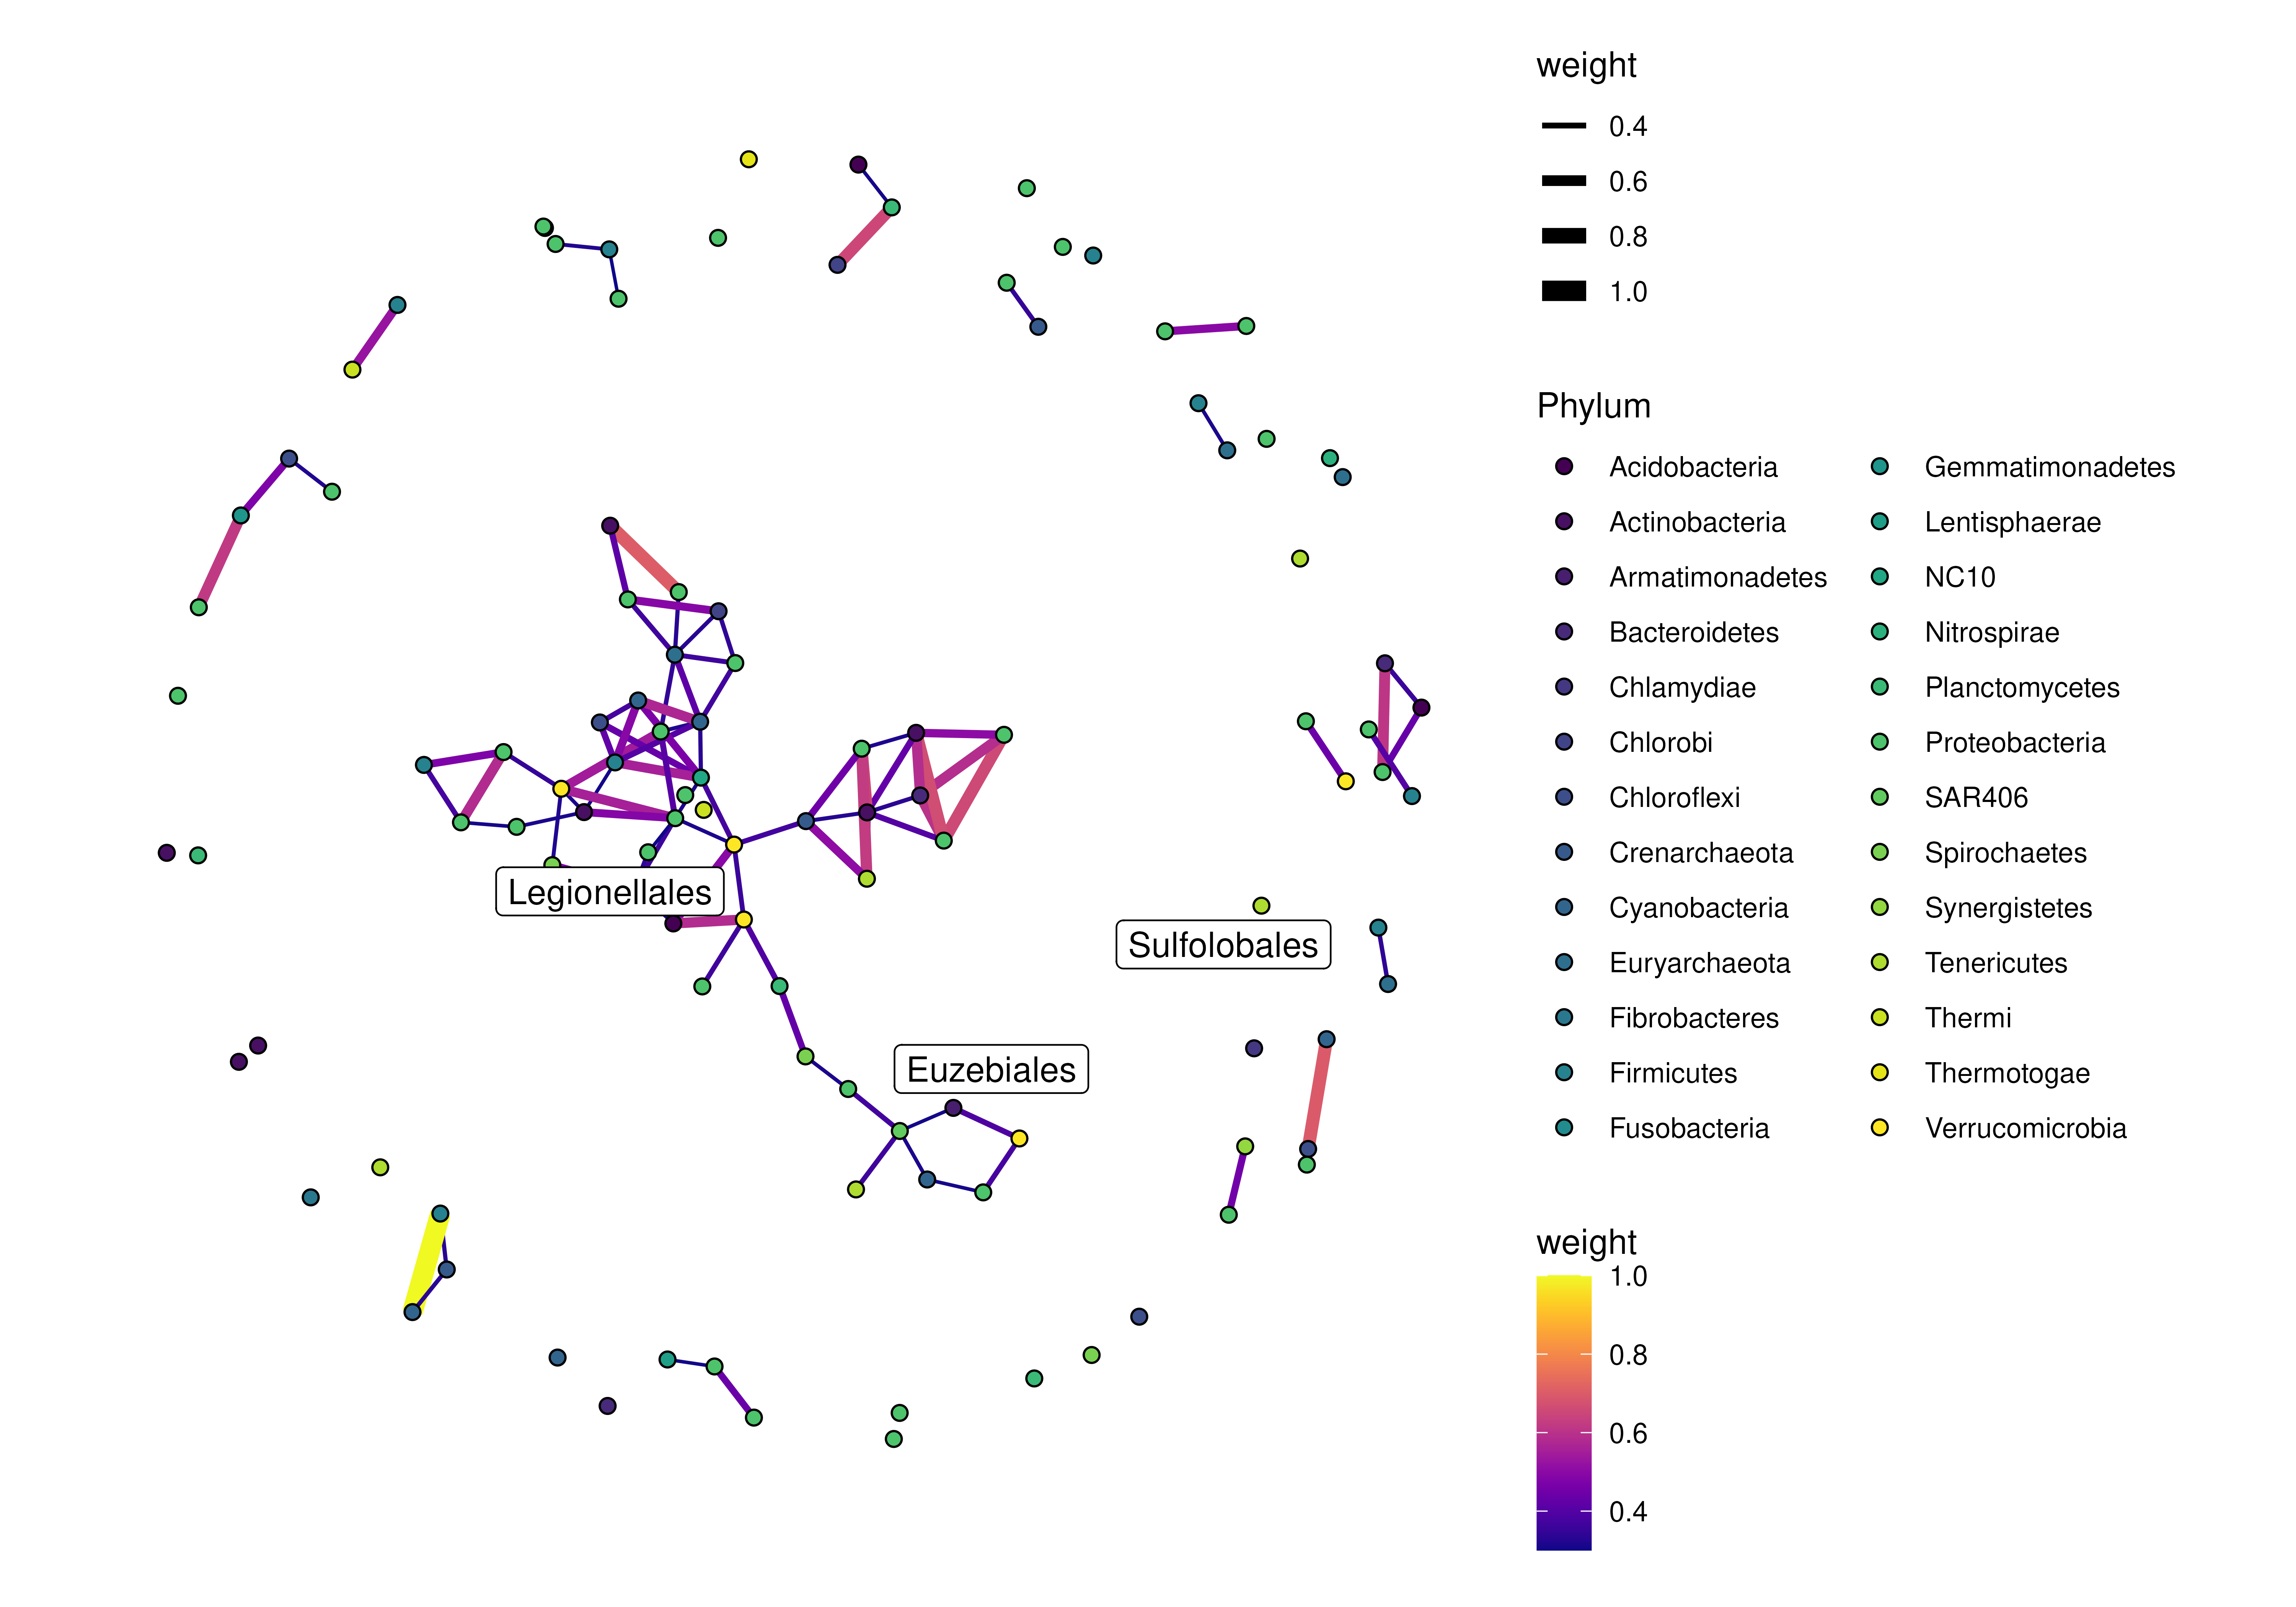 weight
0.4
0.6
0.8
1.0
Phylum
Acidobacteria
Actinobacteria
Armatimonadetes
Bacteroidetes
Chlamydiae
Chlorobi
Chloroflexi
Crenarchaeota
Cyanobacteria
Euryarchaeota
Fibrobacteres
Firmicutes
Fusobacteria
Gemmatimonadetes
Lentisphaerae
NC10
Nitrospirae
Planctomycetes
Proteobacteria
SAR406
Spirochaetes
Synergistetes
Tenericutes
Thermi
Thermotogae
Verrucomicrobia
Legionellales
Sulfolobales
Euzebiales
weight
1.0
0.8
0.6
0.4